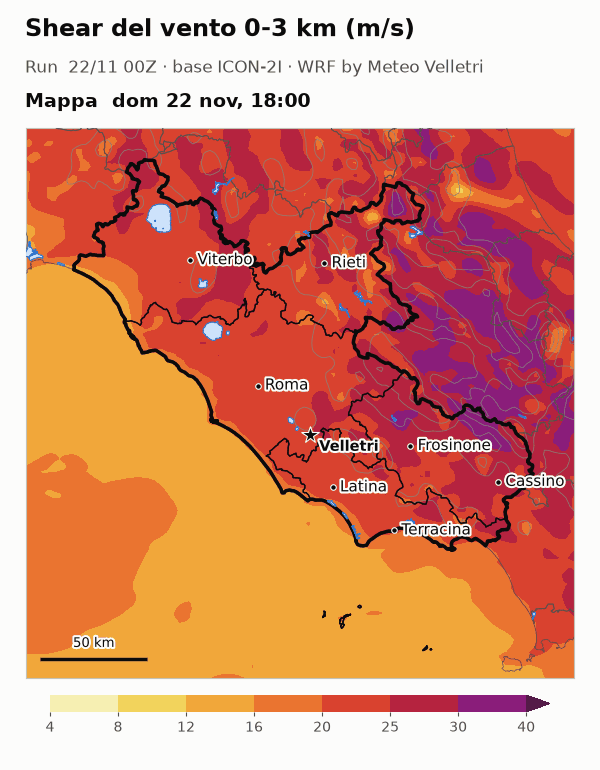 Shear del vento 0-3 km (m/s)
Run  22/11 00Z · base ICON-2I · WRF by Meteo Velletri
Mappa  dom 22 nov, 18:00
Viterbo
Rieti
Roma
Velletri
Frosinone
Cassino
Latina
Terracina
50 km
4 8 12 16 20 25 30 40